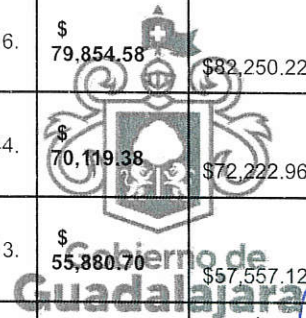 6. $ 79,854.58 $82,250.22
4. $ 70,119.38 $72,222.96
3. $ 55,880.70 $57,557.12
Gobierno de
Guadalajara